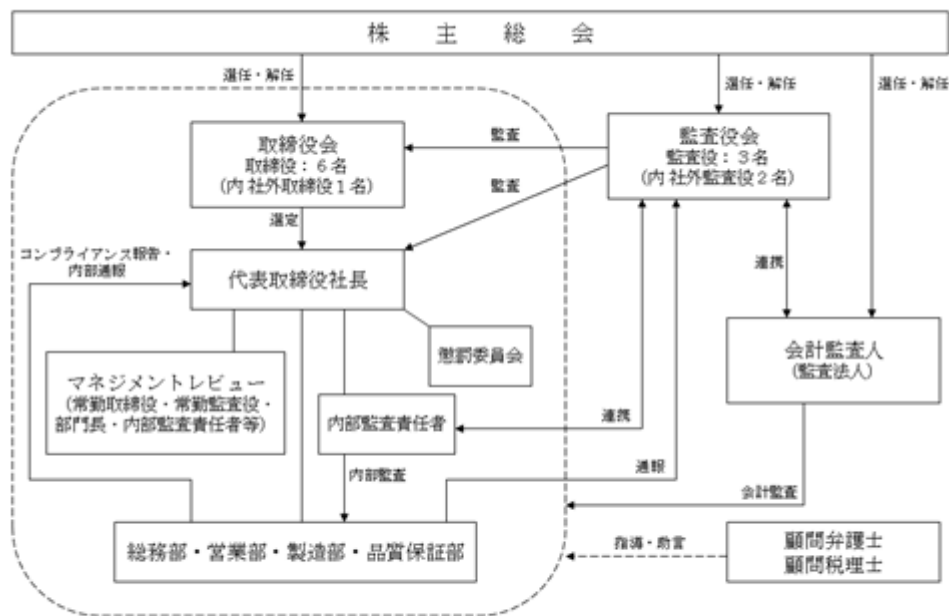 株主総会
選任・解任
選任・解任
選任・解任
取締役会
取締役：６名
(内 社外取締役１名)
監査
監査役会
監査役：３名
(内 社外監査役２名)
監査
選定
コンプライアンス報告・
内部通報
代表取締役社長
連携
懲罰委員会
会計監査人
(監査法人)
マネジメントレビュー
(常勤取締役・常勤監査役・
部門長・内部監査責任者等)
内部監査責任者
連携
内部監査
通報
会計監査
総務部・営業部・製造部・品質保証部
指導・助言
顧問弁護士
顧問税理士